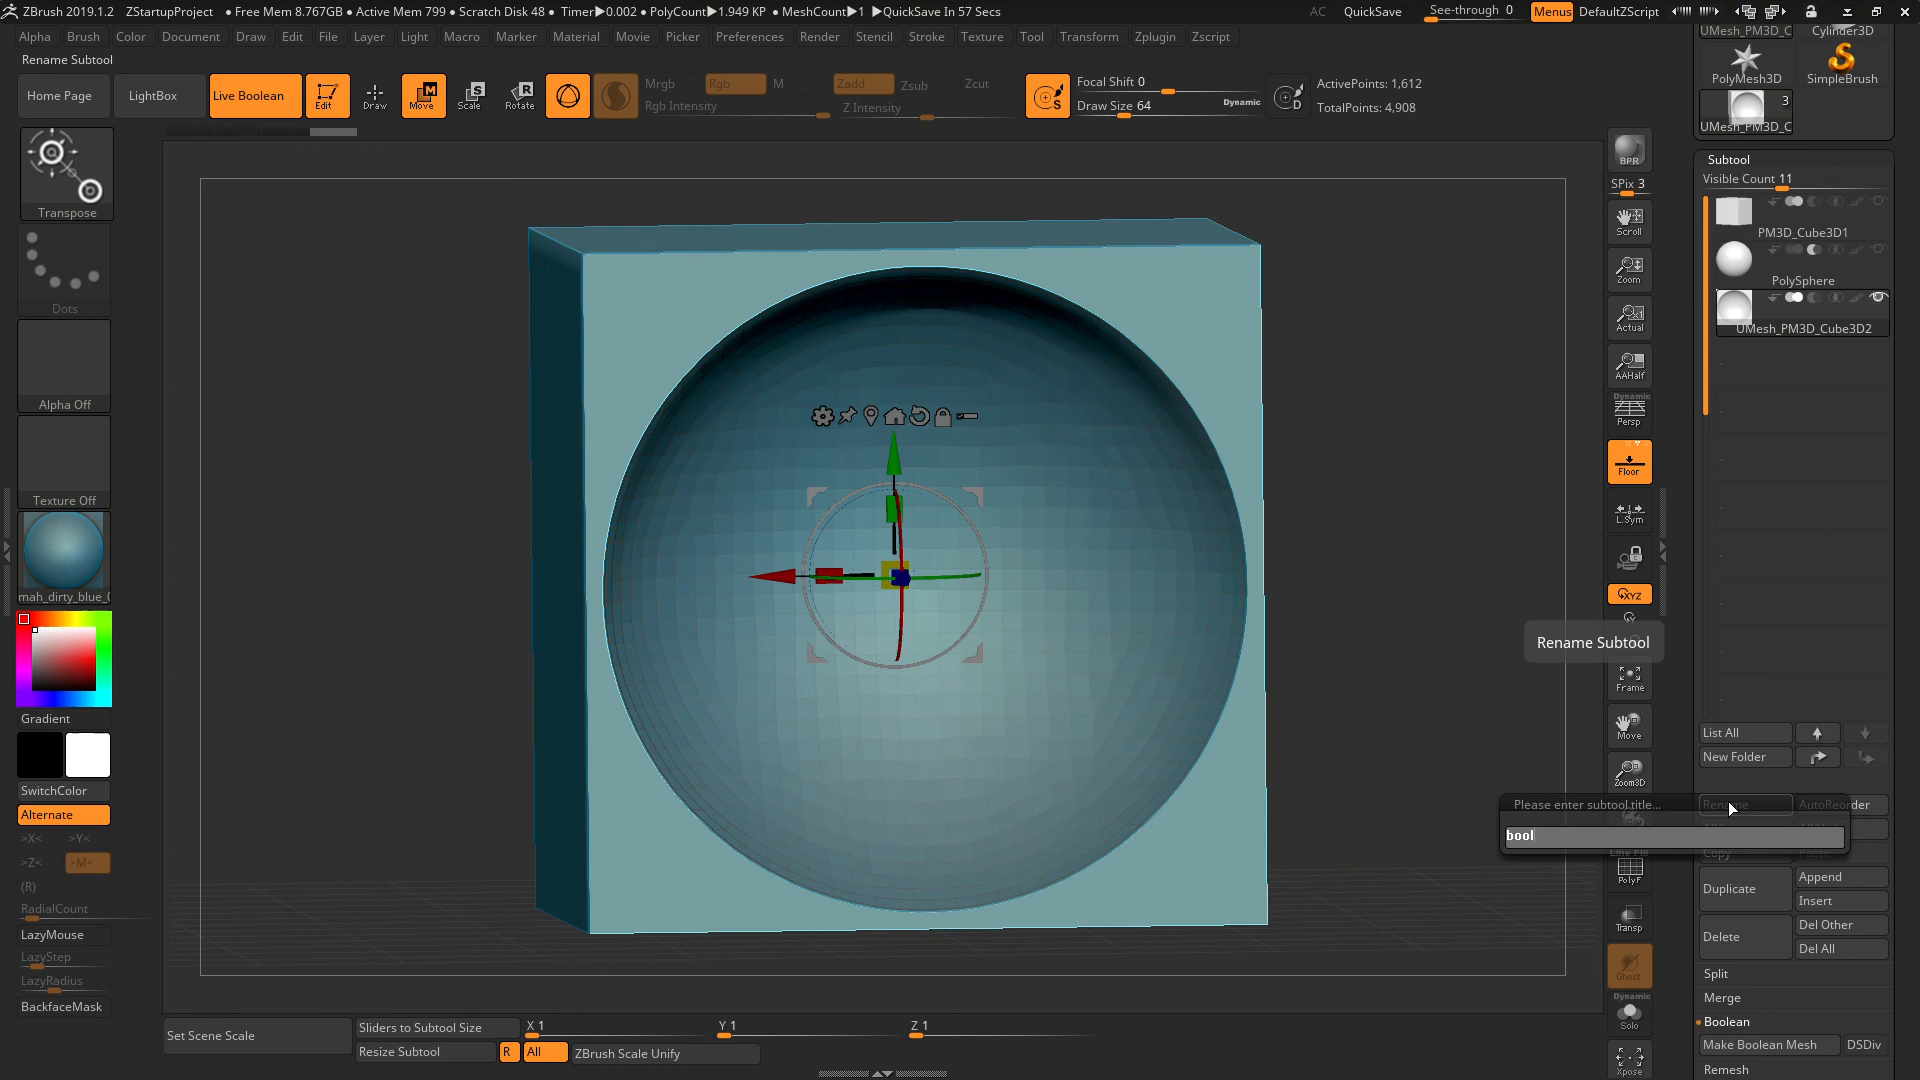 ZBrush 2019.1.2 ZStartupProject • Free Mem 8.767GB • Active Mem 799 • Scratch Disk 48 • Timer▶0.002 • PolyCount▶1.949 KP • MeshCount▶1 ▶QuickSave In 57 Secs AC QuickSave See-through 0 Menus DefaultZScript
Alpha Brush Color Document Draw Edit File Layer Light Macro Marker Material Movie Picker Preferences Render Stencil Stroke Texture Tool Transform Zplugin Zscript
Rename Subtool
Home Page LightBox Live Boolean Edit Draw Move Scale Rotate
Mrgb Rgb M Zadd Zsub Zcut
Rgb Intensity Z Intensity
Focal Shift 0
Draw Size 64 Dynamic
ActivePoints: 1,612
TotalPoints: 4,908
UMesh_PM3D_C Cylinder3D
PolyMesh3D SimpleBrush
3
UMesh_PM3D_C
Transpose
Dots
Alpha Off
Texture Off
mah_dirty_blue_
Gradient
SwitchColor
Alternate
>X< >Y<
>Z< >M<
(R)
RadialCount
LazyMouse
LazyStep
LazyRadius
BackfaceMask
BPR
SPix 3
Scroll
Zoom
Actual
AAHalf
Dynamic
Persp
Floor
L.Sym
XYZ
Rename Subtool
Frame
Move
Zoom3D
Line Fill
PolyF
Transp
Ghost
Dynamic
Solo
Xpose
Subtool
Visible Count 11
PM3D_Cube3D1
PolySphere
UMesh_PM3D_Cube3D2
List All
New Folder
Rename AutoReorder
Please enter subtool title...
bool
Copy
Duplicate Append
Insert
Delete Del Other
Del All
Split
Merge
Boolean
Make Boolean Mesh DSDiv
Remesh
Set Scene Scale
Sliders to Subtool Size X 1 Y 1 Z 1
Resize Subtool R All ZBrush Scale Unify